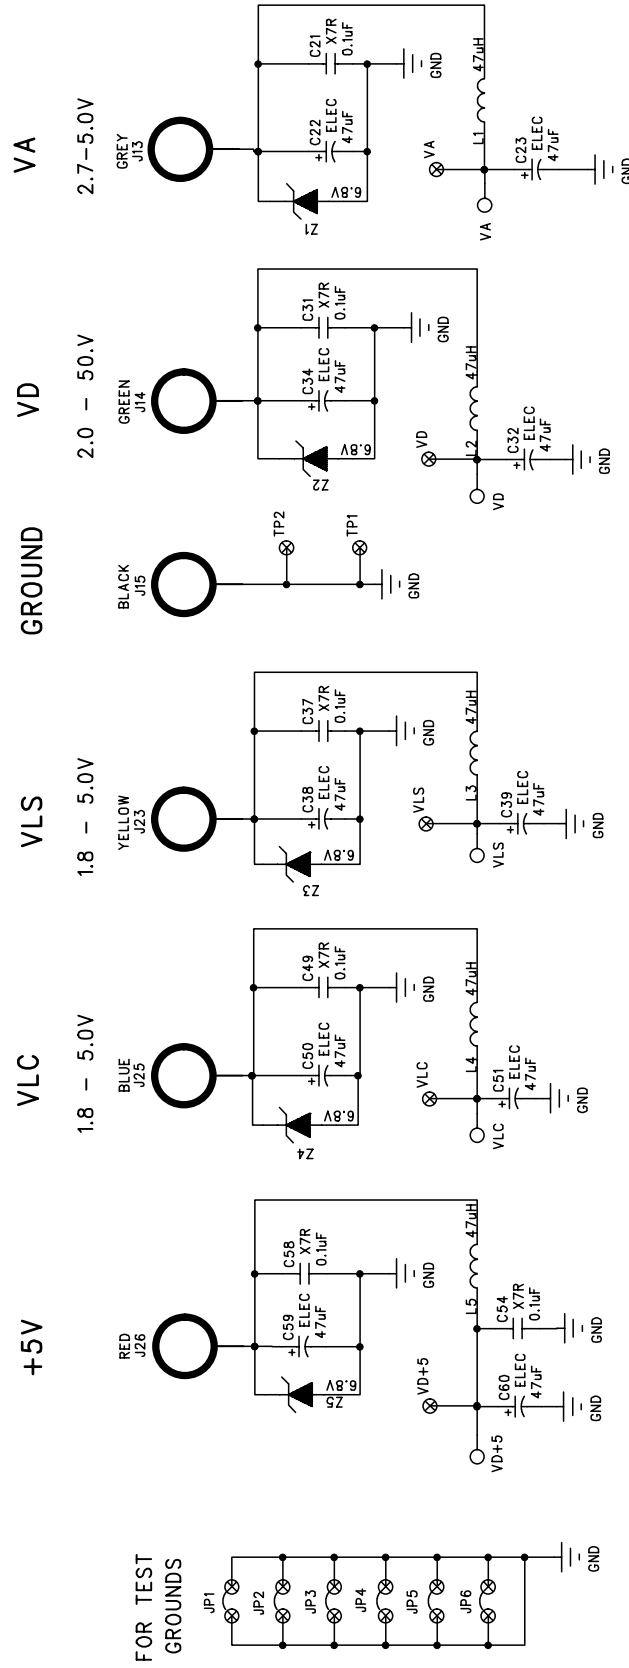 FOR TEST
GROUNDS
JP1
JP2
JP3
JP4
JP5
JP6
GND
+5V
RED
J26
Z5
6.8V
C59
ELEC
47uF
C58
X7R
0.1uF
GND
VD+5
VD+5
C60
ELEC
47uF
GND
L5
47uH
C54
X7R
0.1uF
GND
VLC
1.8 - 5.0V
BLUE
J25
Z4
6.8V
C50
ELEC
47uF
C49
X7R
0.1uF
GND
VLC
VLC
L4
47uH
C51
ELEC
47uF
GND
VLS
1.8 - 5.0V
YELLOW
J23
Z3
6.8V
C38
ELEC
47uF
C37
X7R
0.1uF
GND
VLS
VLS
L3
47uH
C39
ELEC
47uF
GND
GROUND
BLACK
J15
TP2
TP1
GND
VD
2.0 - 50.V
GREEN
J14
Z2
6.8V
C34
ELEC
47uF
C31
X7R
0.1uF
GND
VD
VD
L2
47uH
C32
ELEC
47uF
GND
VA
2.7-5.0V
GREY
J13
Z1
6.8V
C22
ELEC
47uF
C21
X7R
0.1uF
GND
VA
VA
L1
47uH
C23
ELEC
47uF
GND